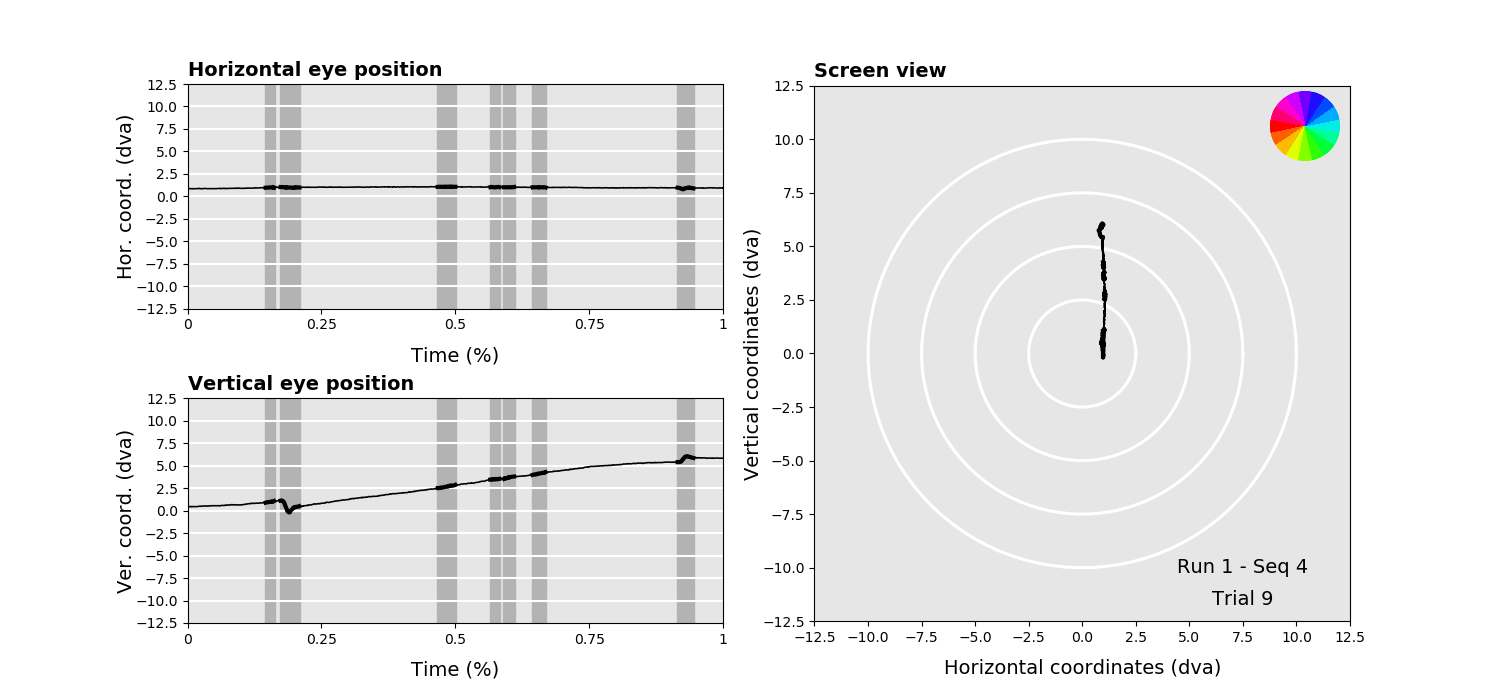 Horizontal eye position
Hor. coord. (dva)
12.5
10.0
7.5
5.0
2.5
0.0
−2.5
−5.0
−7.5
−10.0
−12.5
0 0.25 0.5 0.75 1
Time (%)
Vertical eye position
Ver. coord. (dva)
12.5
10.0
7.5
5.0
2.5
0.0
−2.5
−5.0
−7.5
−10.0
−12.5
0 0.25 0.5 0.75 1
Time (%)
Screen view
Vertical coordinates (dva)
12.5
10.0
7.5
5.0
2.5
0.0
−2.5
−5.0
−7.5
−10.0
−12.5
Run 1 - Seq 4
Trial 9
−12.5 −10.0 −7.5 −5.0 −2.5 0.0 2.5 5.0 7.5 10.0 12.5
Horizontal coordinates (dva)